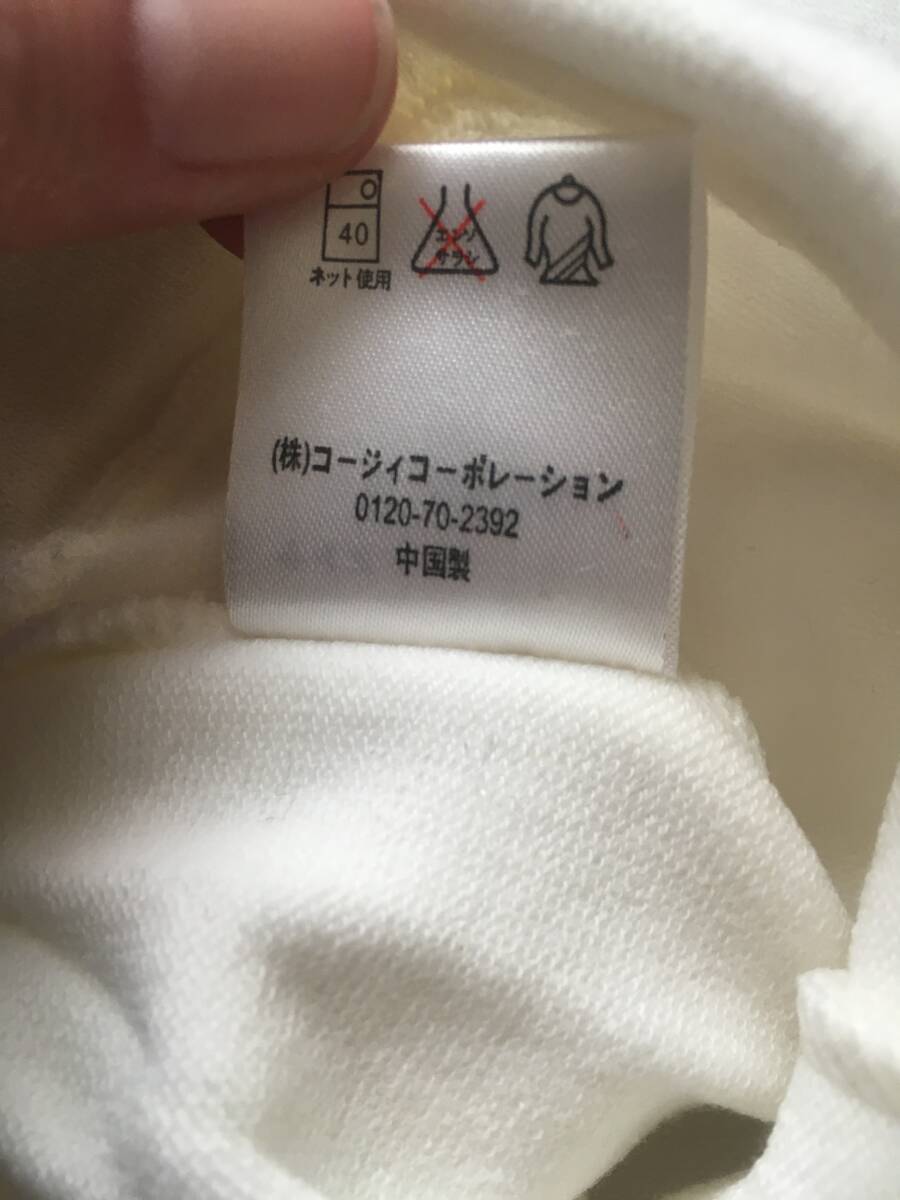 40
エンソ
サラシ
ネット使用
(株)コージィコーポレーション
0120-70-2392
中国製